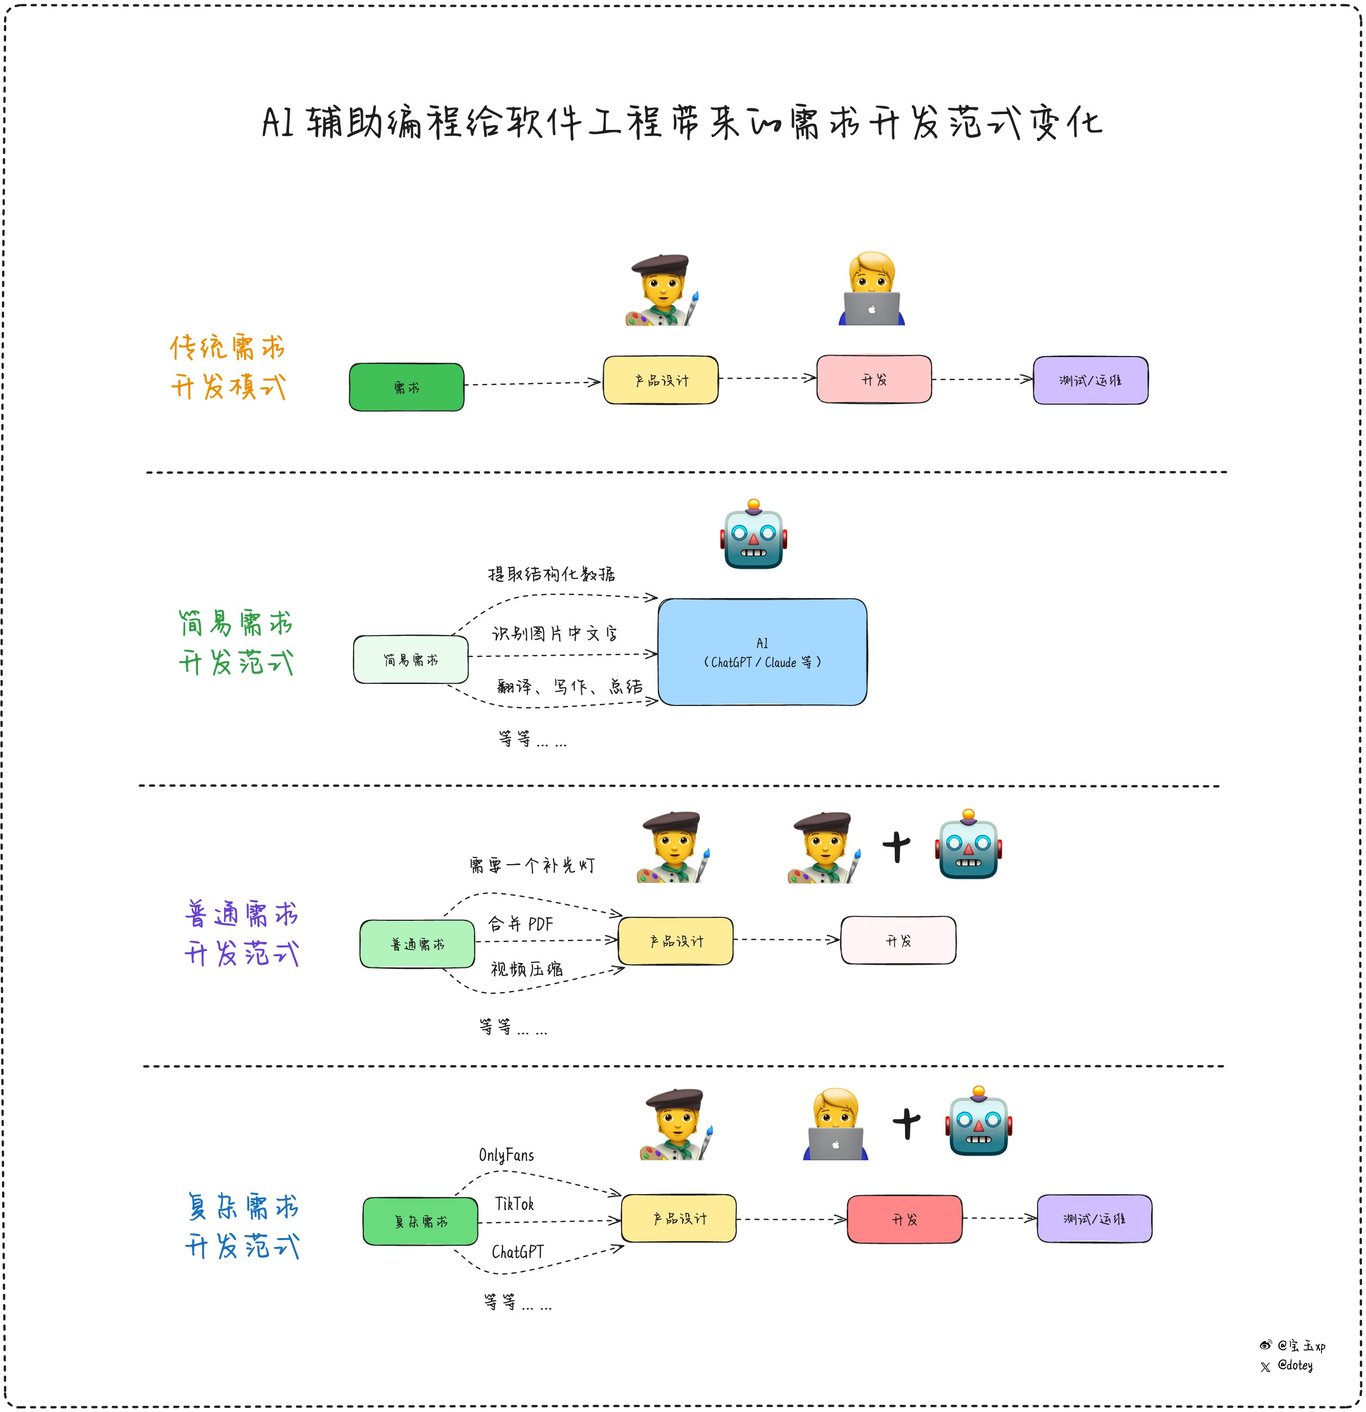 AI 辅助编程给软件工程带来的需求开发范式变化
传统需求
开发模式
需求
产品设计
开发
测试/运维
简易需求
开发范式
简易需求
提取结构化数据
识别图片中文字
翻译、写作、总结
等等... ...
AI
(ChatGPT / Claude 等)
普通需求
开发范式
普通需求
需要一个补光灯
合并 PDF
视频压缩
等等... ...
产品设计
开发
复杂需求
开发范式
复杂需求
OnlyFans
TikTok
ChatGPT
等等... ...
产品设计
开发
测试/运维
@宝玉xp
@dotey